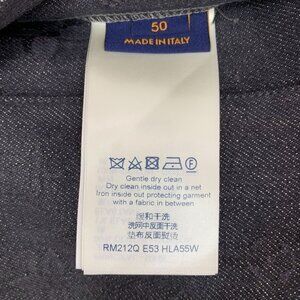 50
MADE IN ITALY
Gentle dry clean
Dry clean inside out in a net
Iron inside out protecting garment
with a fabric in between
缓和干洗
洗网中反面干洗
垫布反面熨烫
RM212Q E53 HLA55W